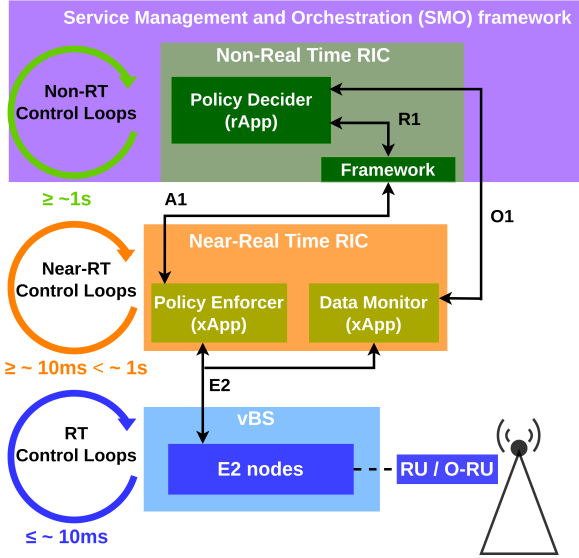 Service Management and Orchestration (SMO) framework
Non-Real Time RIC
Non-RT
Control Loops
Policy Decider
(rApp)
R1
Framework
≥ ~1s
A1
O1
Near-Real Time RIC
Near-RT
Control Loops
Policy Enforcer
(xApp)
Data Monitor
(xApp)
≥ ~ 10ms < ~ 1s
E2
vBS
RT
Control Loops
E2 nodes
RU / O-RU
≤ ~ 10ms